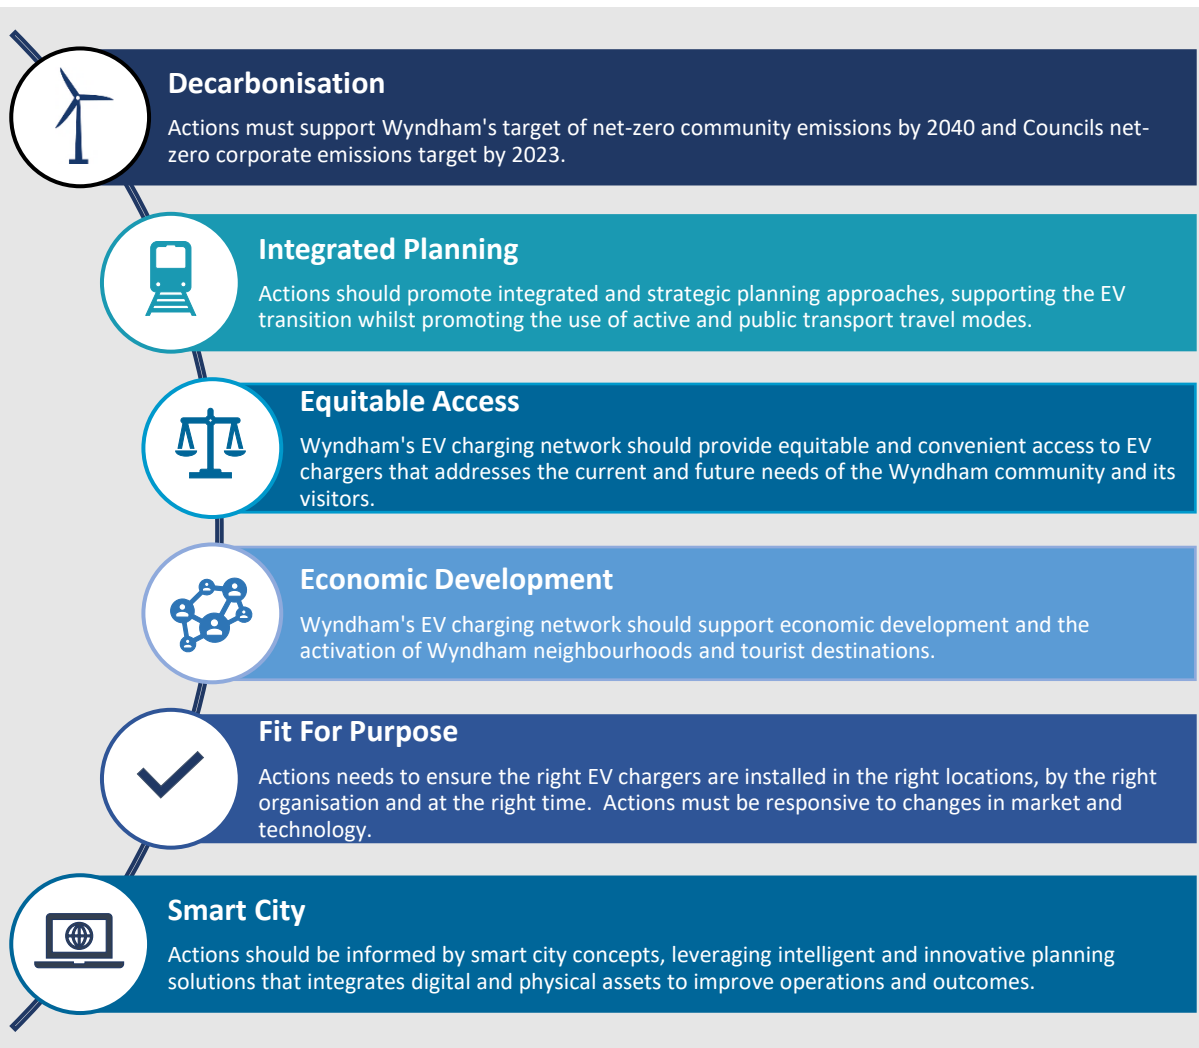 Decarbonisation
Actions must support Wyndham's target of net-zero community emissions by 2040 and Councils net-
zero corporate emissions target by 2023.
Integrated Planning
Actions should promote integrated and strategic planning approaches, supporting the EV
transition whilst promoting the use of active and public transport travel modes.
Equitable Access
Wyndham's EV charging network should provide equitable and convenient access to EV
chargers that addresses the current and future needs of the Wyndham community and its
visitors.
Economic Development
Wyndham's EV charging network should support economic development and the
activation of Wyndham neighbourhoods and tourist destinations.
Fit For Purpose
Actions needs to ensure the right EV chargers are installed in the right locations, by the right
organisation and at the right time.  Actions must be responsive to changes in market and
technology.
Smart City
Actions should be informed by smart city concepts, leveraging intelligent and innovative planning
solutions that integrates digital and physical assets to improve operations and outcomes.